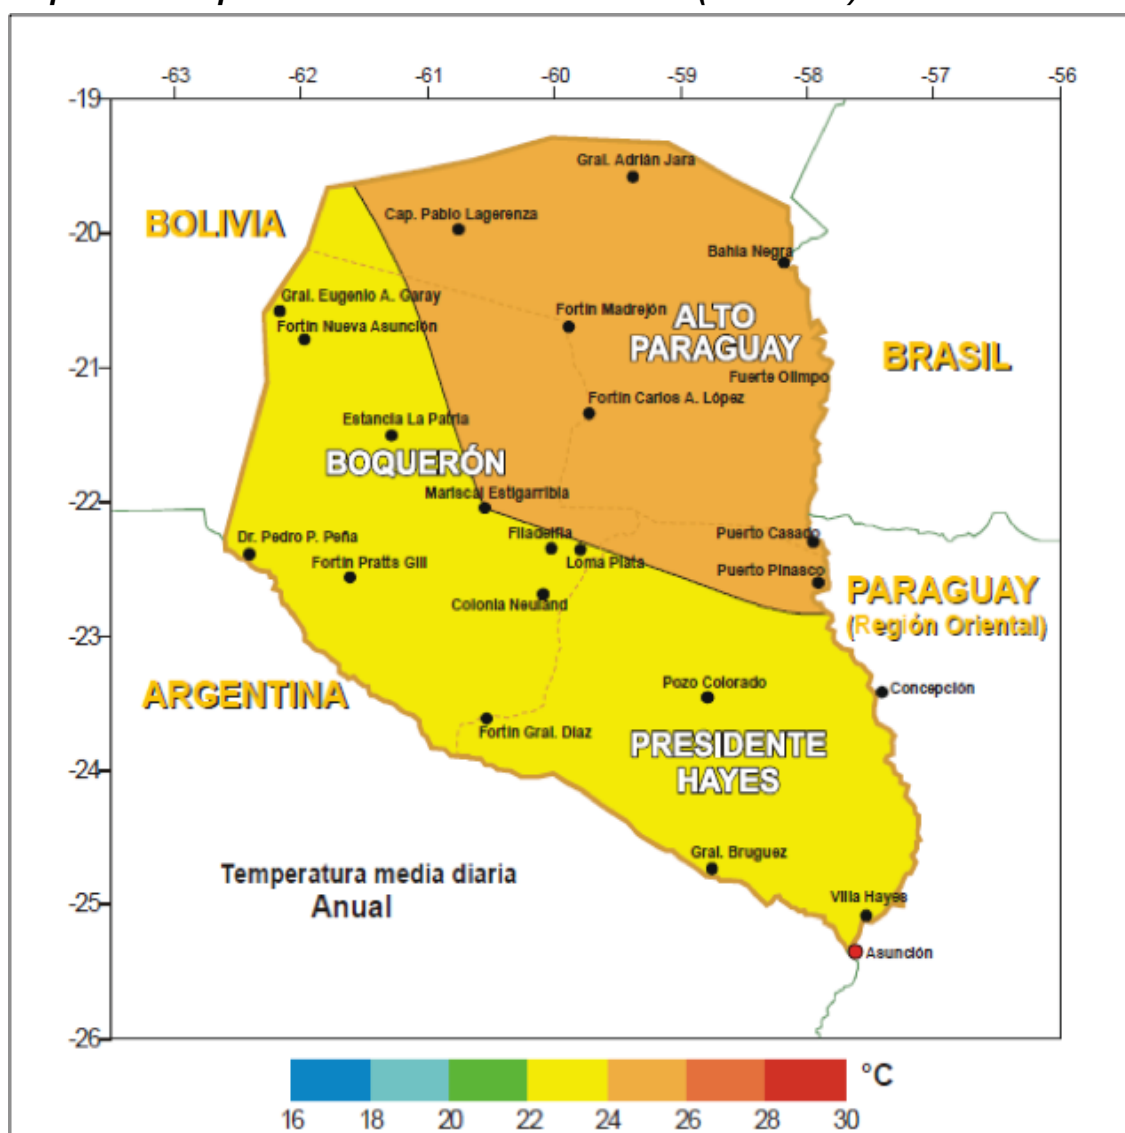 -63 -62 -61 -60 -59 -58 -57 -56
-19
Gral. Adrián Jara
Cap. Pablo Lagerenza
BOLIVIA
-20
Bahía Negra
Gral. Eugenio A. Garay
Fortín Madrejón
ALTO
PARAGUAY
Fortín Nueva Asunción
BRASIL
-21
Fuerte Olimpo
Fortín Carlos A. López
Estancia La Patria
BOQUERÓN
Mariscal Estigarribia
-22
Dr. Pedro P. Peña
Filadelfia
Puerto Casado
Fortín Pratts Gill
Loma Plata
Puerto Pinasco
PARAGUAY
(Región Oriental)
Colonia Neuland
-23
ARGENTINA
Pozo Colorado
Concepción
Fortín Gral. Díaz
PRESIDENTE
HAYES
-24
Gral. Bruguez
Temperatura media diaria
Anual
Villa Hayes
-25
Asunción
-26
°C
16 18 20 22 24 26 28 30